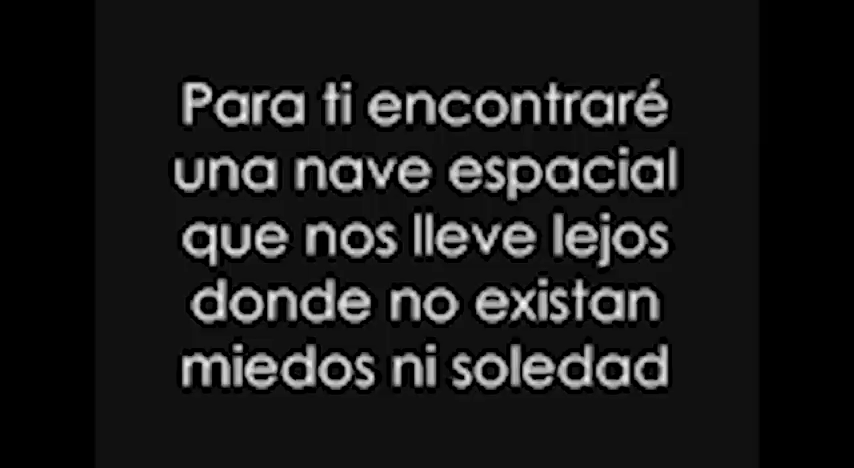 Para ti encontraré
una nave espacial
que nos lleve lejos
donde no existan
miedos ni soledad